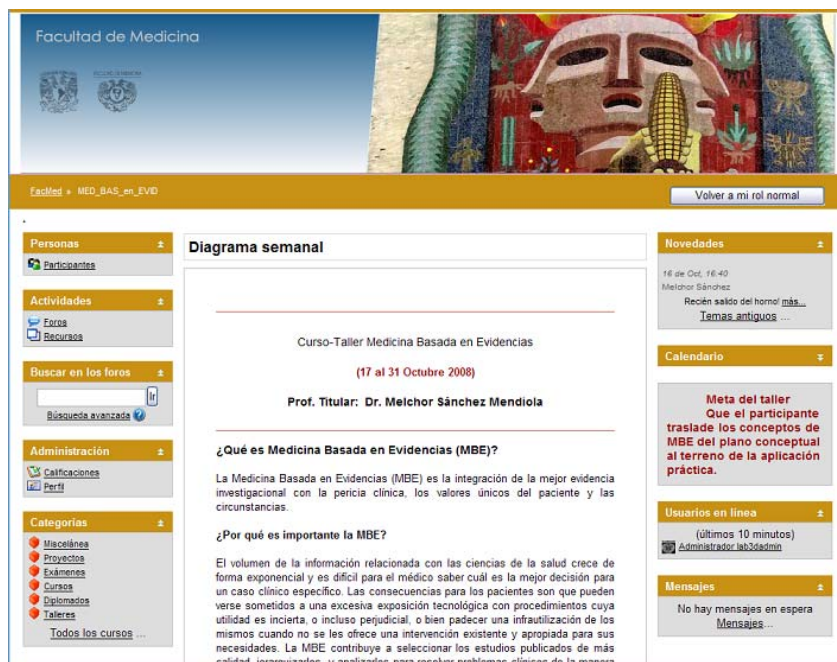 Facultad de Medicina
FacMed » MED_BAS_en_EVID
Volver a mi rol normal
Personas
Participantes
Actividades
Foros
Recursos
Buscar en los foros
Ir
Búsqueda avanzada
Administración
Calificaciones
Perfil
Categorías
Miscelánea
Proyectos
Exámenes
Cursos
Diplomados
Talleres
Todos los cursos ...
Diagrama semanal
Curso-Taller Medicina Basada en Evidencias
(17 al 31 Octubre 2008)
Prof. Titular: Dr. Melchor Sánchez Mendiola
¿Qué es Medicina Basada en Evidencias (MBE)?
La Medicina Basada en Evidencias (MBE) es la integración de la mejor evidencia
investigacional con la pericia clínica, los valores únicos del paciente y las
circunstancias.
¿Por qué es importante la MBE?
El volumen de la información relacionada con las ciencias de la salud crece de
forma exponencial y es difícil para el médico saber cuál es la mejor decisión para
un caso clínico específico. Las consecuencias para los pacientes son que pueden
verse sometidos a una excesiva exposición tecnológica con procedimientos cuya
utilidad es incierta, o incluso perjudicial, o bien padecer una infrautilización de los
mismos cuando no se les ofrece una intervención existente y apropiada para sus
necesidades. La MBE contribuye a seleccionar los estudios publicados de más
calidad, jerarquizarlos, y analizarlos para resolver problemas clínicos de la manera
Novedades
16 de Oct, 16:40
Melchor Sánchez
Recién salido del horno! más...
Temas antiguos ...
Calendario
Meta del taller
Que el participante
traslade los conceptos de
MBE del plano conceptual
al terreno de la aplicación
práctica.
Usuarios en línea
(últimos 10 minutos)
Administrador lab3dadmin
Mensajes
No hay mensajes en espera
Mensajes...